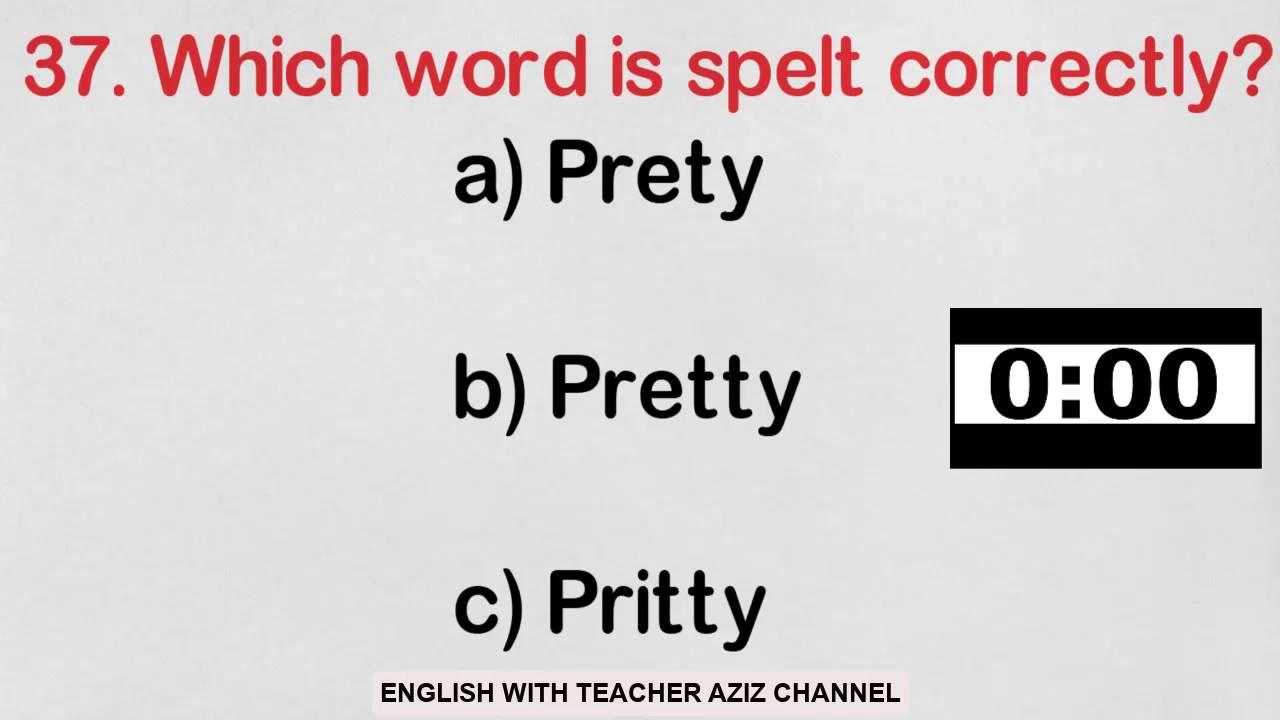 37. Which word is spelt correctly?
a) Prety
b) Pretty
0:00
c) Pritty
ENGLISH WITH TEACHER AZIZ CHANNEL